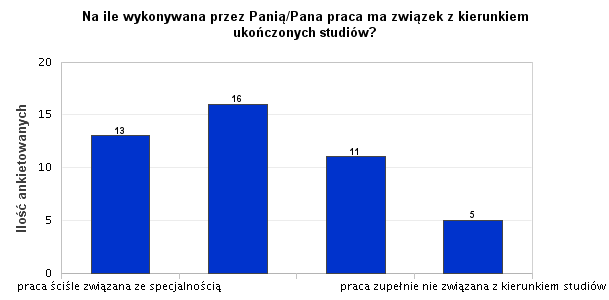 Na ile wykonywana przez Panią/Pana praca ma związek z kierunkiem
ukończonych studiów?
Ilość ankietowanych
20
15
10
5
0
13
16
11
5
praca ściśle związana ze specjalnością
praca zupełnie nie związana z kierunkiem studiów